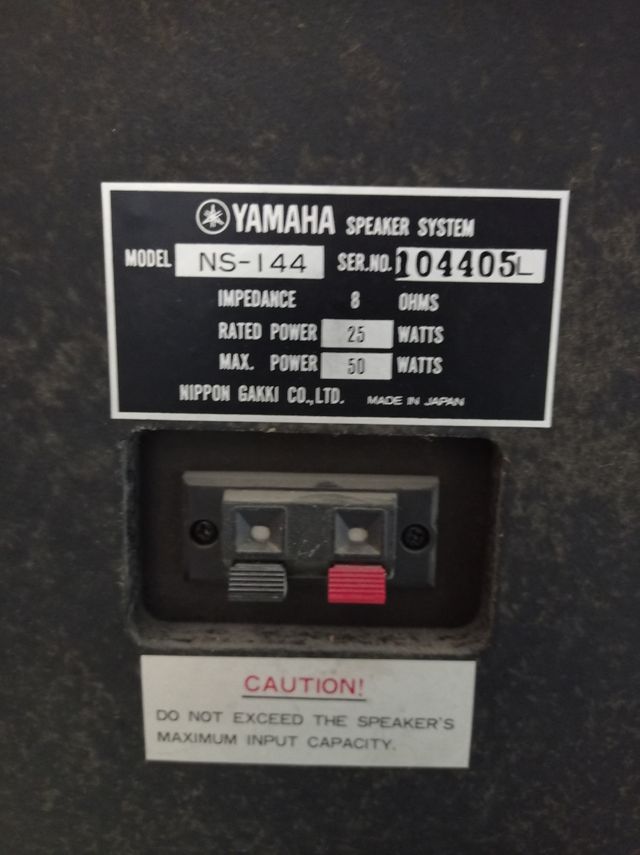 YAMAHA SPEAKER SYSTEM
MODEL NS-144 SER.NO. 104405L
IMPEDANCE 8 OHMS
RATED POWER 25 WATTS
MAX. POWER 50 WATTS
NIPPON GAKKI CO.,LTD. MADE IN JAPAN
CAUTION!
DO NOT EXCEED THE SPEAKER'S
MAXIMUM INPUT CAPACITY.